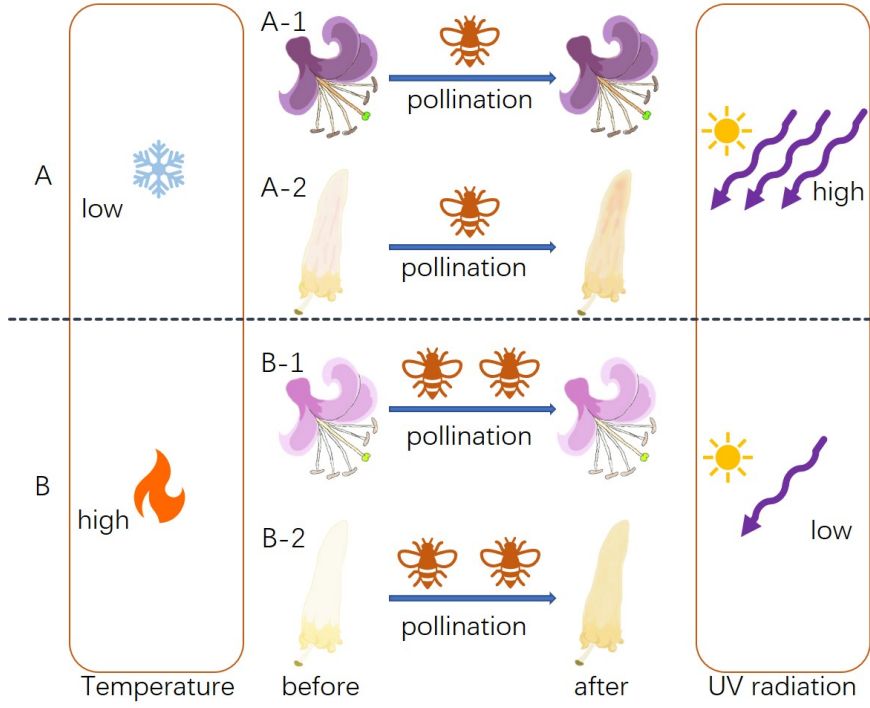 A-1
pollination
A
low
A-2
pollination
high
B-1
pollination
B
high
low
B-2
pollination
Temperature
before
after
UV radiation